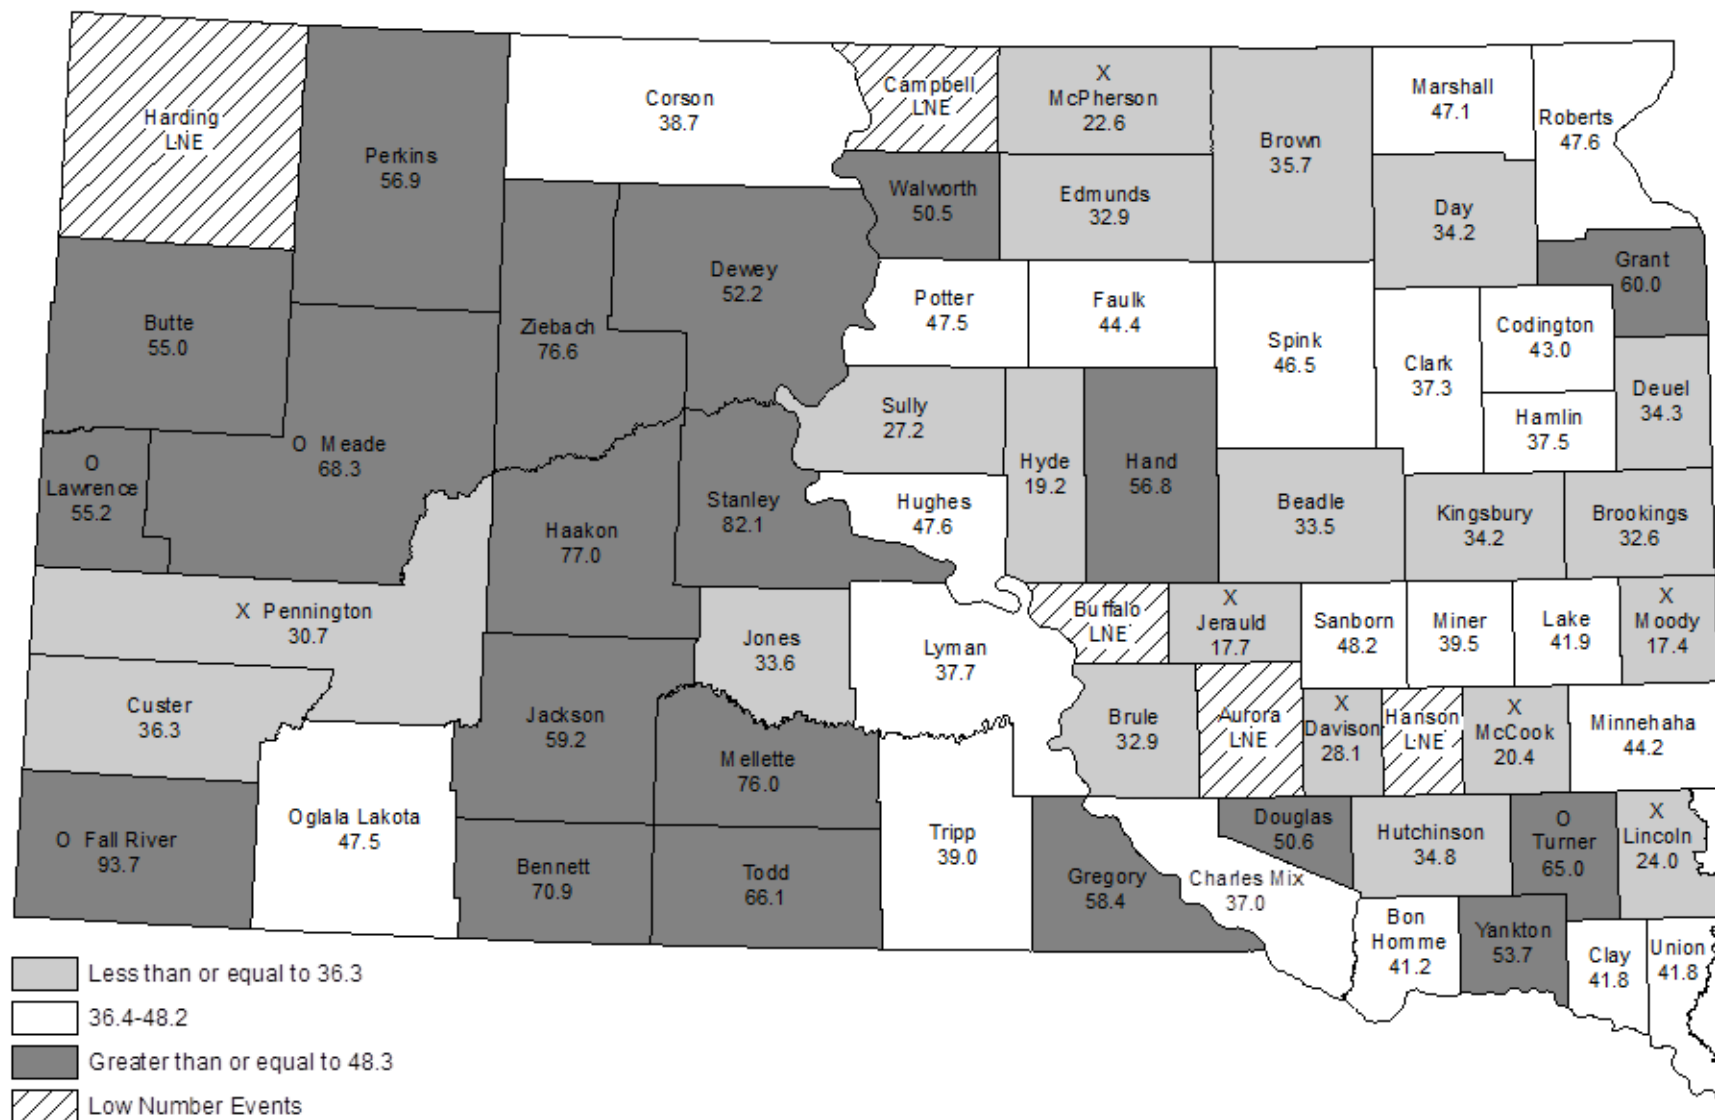 Harding
LNE
Perkins
56.9
Corson
38.7
Campbell
LNE
X
McPherson
22.6
Brown
35.7
Marshall
47.1
Roberts
47.6
Walworth
50.5
Edmunds
32.9
Day
34.2
Grant
60.0
Butte
55.0
Ziebach
76.6
Dewey
52.2
Potter
47.5
Faulk
44.4
Spink
46.5
Clark
37.3
Codington
43.0
Hamlin
37.5
Deuel
34.3
O
Lawrence
55.2
O Meade
68.3
Haakon
77.0
Stanley
82.1
Sully
27.2
Hughes
47.6
Hyde
19.2
Hand
56.8
Beadle
33.5
Kingsbury
34.2
Brookings
32.6
X Pennington
30.7
Custer
36.3
Jackson
59.2
Jones
33.6
Lyman
37.7
Buffalo
LNE
X
Jerauld
17.7
Sanborn
48.2
Miner
39.5
Lake
41.9
X
Moody
17.4
Brule
32.9
Aurora
LNE
X
Davison
28.1
Hanson
LNE
X
McCook
20.4
Minnehaha
44.2
O Fall River
93.7
Oglala Lakota
47.5
Bennett
70.9
Mellette
76.0
Todd
66.1
Tripp
39.0
Gregory
58.4
Charles Mix
37.0
Douglas
50.6
Hutchinson
34.8
O
Turner
65.0
X
Lincoln
24.0
Bon
Homme
41.2
Yankton
53.7
Clay
41.8
Union
41.8
Less than or equal to 36.3
36.4-48.2
Greater than or equal to 48.3
Low Number Events